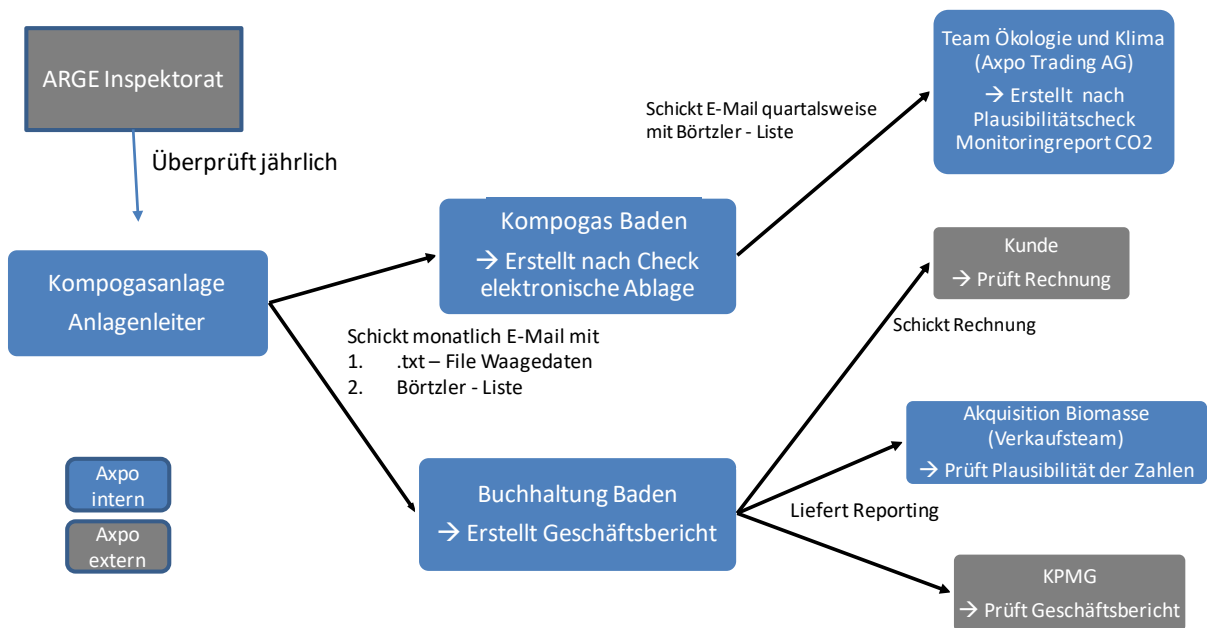 ARGE Inspektorat
Überprüft jährlich
Kompogasanlage
Anlagenleiter
Schickt monatlich E-Mail mit
1. .txt – File Waagedaten
2. Börtzler - Liste
Kompogas Baden
→ Erstellt nach Check
elektronische Ablage
Schickt E-Mail quartalsweise
mit Börtzler - Liste
Team Ökologie und Klima
(Axpo Trading AG)
→ Erstellt nach
Plausibilitätscheck
Monitoringreport CO2
Buchhaltung Baden
→ Erstellt Geschäftsbericht
Schickt Rechnung
Kunde
→ Prüft Rechnung
Liefert Reporting
Akquisition Biomasse
(Verkaufsteam)
→ Prüft Plausibilität der Zahlen
KPMG
→ Prüft Geschäftsbericht
Axpo
intern
Axpo
extern